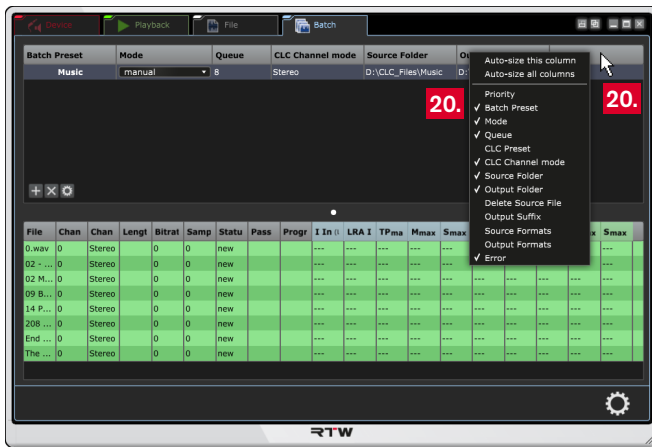 Device Playback File Batch
Batch Preset Mode Queue CLC Channel mode Source Folder Ou
Music manual 8 Stereo D:\CLC_Files\Music D:
Auto-size this column
Auto-size all columns
Priority
✓ Batch Preset
✓ Mode
✓ Queue
CLC Preset
✓ CLC Channel mode
✓ Source Folder
✓ Output Folder
Delete Source File
Output Suffix
Source Formats
Output Formats
✓ Error
20.
20.
File Chan Chan Lengt Bitrat Samp Statu Pass Progr I In () LRA I TPma Mmax Smax x Smax
0.wav 0 Stereo 0 0 new --- --- --- --- --- --- --- --- --- --- ---
02 - ... 0 Stereo 0 0 new --- --- --- --- --- --- --- --- --- --- ---
02 M... 0 Stereo 0 0 new --- --- --- --- --- --- --- --- --- --- ---
09 B... 0 Stereo 0 0 new --- --- --- --- --- --- --- --- --- --- ---
14 P... 0 Stereo 0 0 new --- --- --- --- --- --- --- --- --- --- ---
208 ... 0 Stereo 0 0 new --- --- --- --- --- --- --- --- --- --- ---
End ... 0 Stereo 0 0 new --- --- --- --- --- --- --- --- --- --- ---
The ... 0 Stereo 0 0 new --- --- --- --- --- --- --- --- --- --- ---
RTW